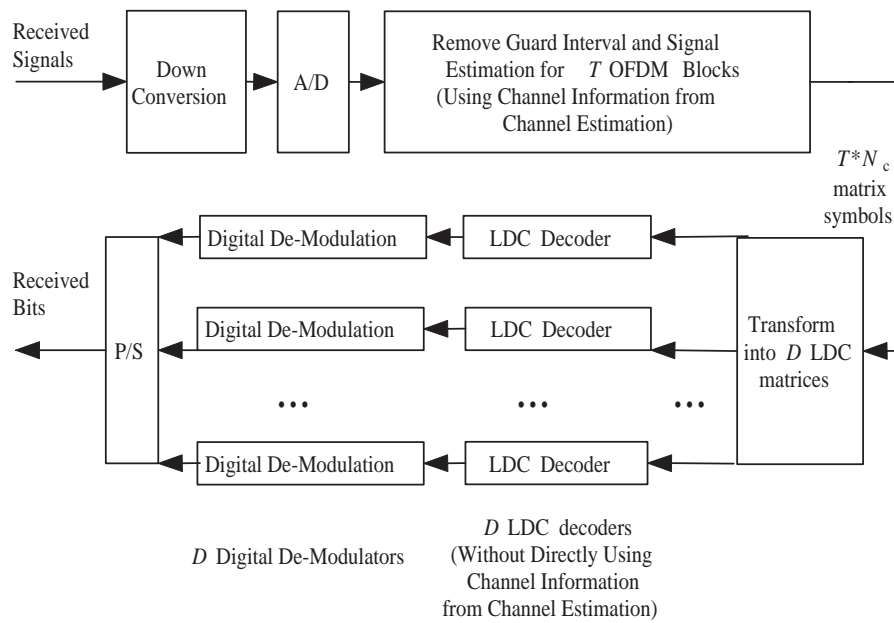 Received
Signals
Down
Conversion
A/D
Remove Guard Interval and Signal
Estimation for T OFDM Blocks
(Using Channel Information from
Channel Estimation)
T*Nc
matrix
symbols
Digital De-Modulation
LDC Decoder
Received
Bits
P/S
Digital De-Modulation
LDC Decoder
Transform
into D LDC
matrices
...
...
...
Digital De-Modulation
LDC Decoder
D Digital De-Modulators
D LDC decoders
(Without Directly Using
Channel Information
from Channel Estimation)